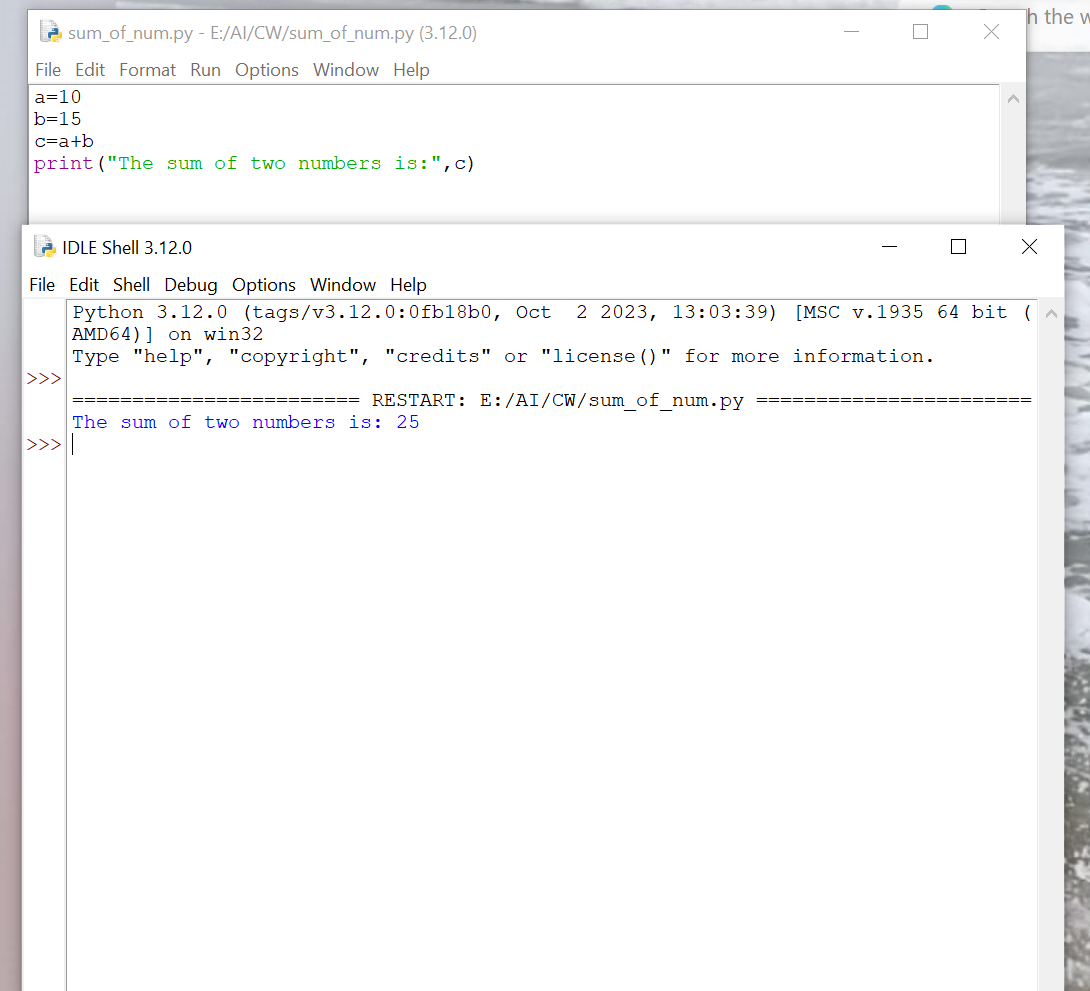 h the w
sum_of_num.py - E:/AI/CW/sum_of_num.py (3.12.0)
File Edit Format Run Options Window Help
a=10
b=15
c=a+b
print("The sum of two numbers is:",c)
IDLE Shell 3.12.0
File Edit Shell Debug Options Window Help
Python 3.12.0 (tags/v3.12.0:0fb18b0, Oct  2 2023, 13:03:39) [MSC v.1935 64 bit (
AMD64)] on win32
Type "help", "copyright", "credits" or "license()" for more information.
>>>
======================== RESTART: E:/AI/CW/sum_of_num.py =======================
The sum of two numbers is: 25
>>>